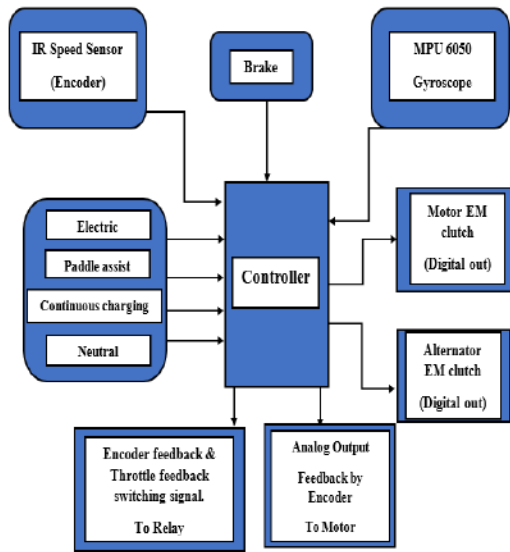 IR Speed Sensor
(Encoder)
Brake
MPU 6050
Gyroscope
Electric
Paddle assist
Continuous charging
Neutral
Controller
Motor EM
clutch
(Digital out)
Alternator
EM clutch
(Digital out)
Encoder feedback &
Throttle feedback
switching signal.
To Relay
Analog Output
Feedback by
Encoder
To Motor